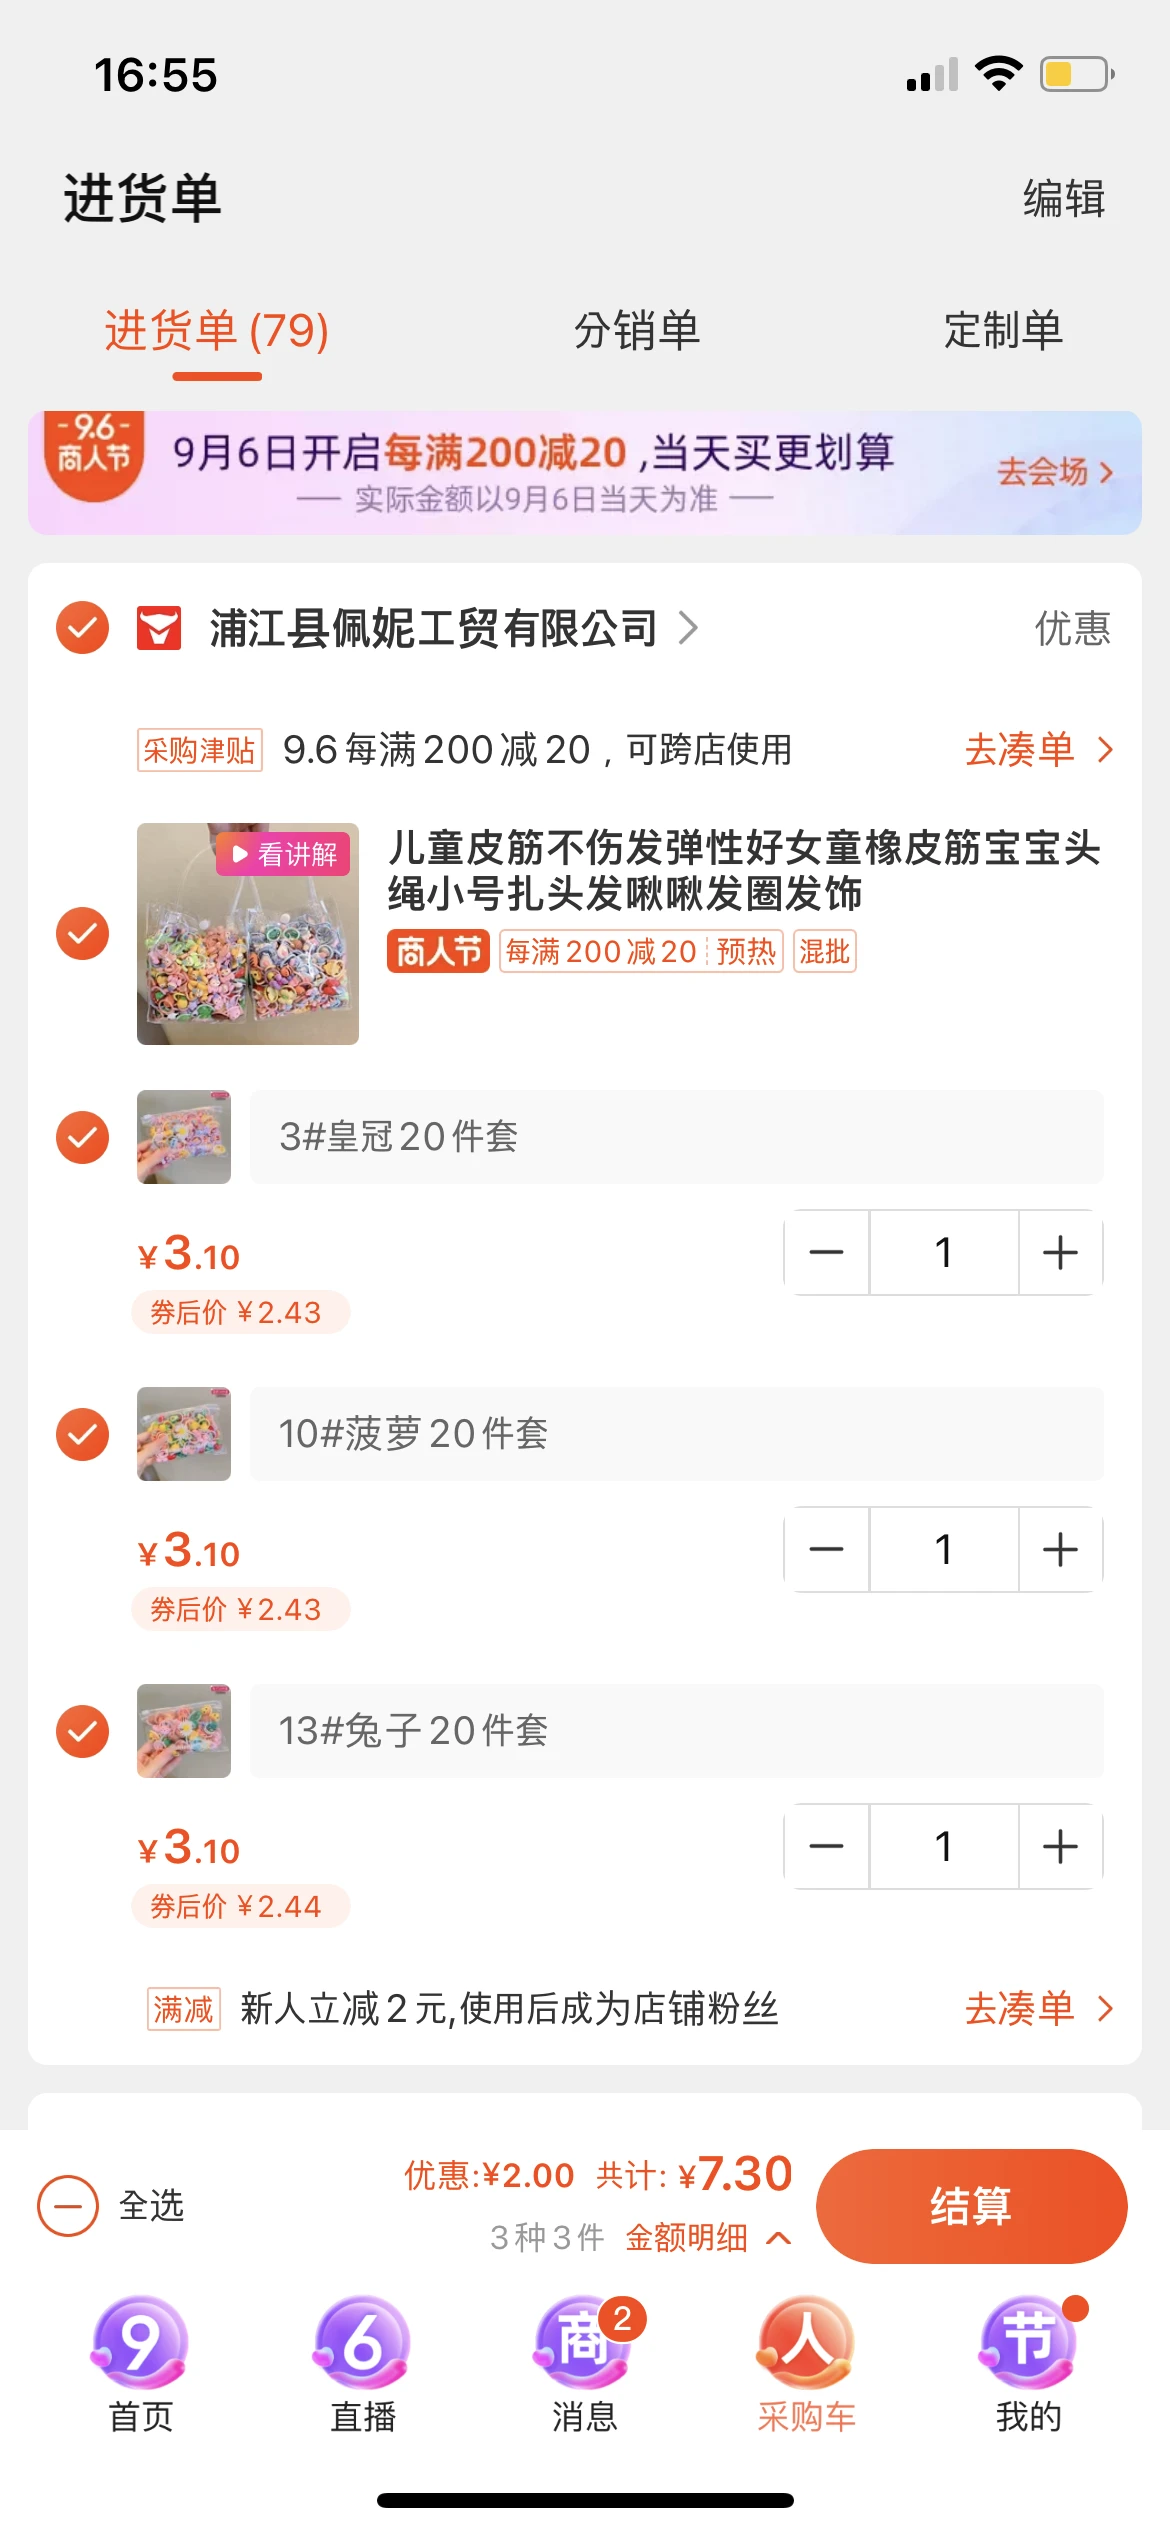 16:55
进货单
编辑
进货单(79)
分销单
定制单
-9.6-
商人节
9月6日开启每满200减20,当天买更划算
实际金额以9月6日当天为准
去会场
浦江县佩妮工贸有限公司
优惠
采购津贴 9.6每满200减20，可跨店使用
去凑单
看讲解
儿童皮筋不伤发弹性好女童橡皮筋宝宝头
绳小号扎头发啾啾发圈发饰
商人节 每满200减20 预热 混批
3#皇冠20件套
¥3.10
1
券后价 ¥2.43
10#菠萝20件套
¥3.10
1
券后价 ¥2.43
13#兔子20件套
¥3.10
1
券后价 ¥2.44
满减 新人立减2元,使用后成为店铺粉丝
去凑单
全选
优惠:¥2.00 共计: ¥7.30
3种3件 金额明细
结算
9
6
商
2
人
节
首页
直播
消息
采购车
我的